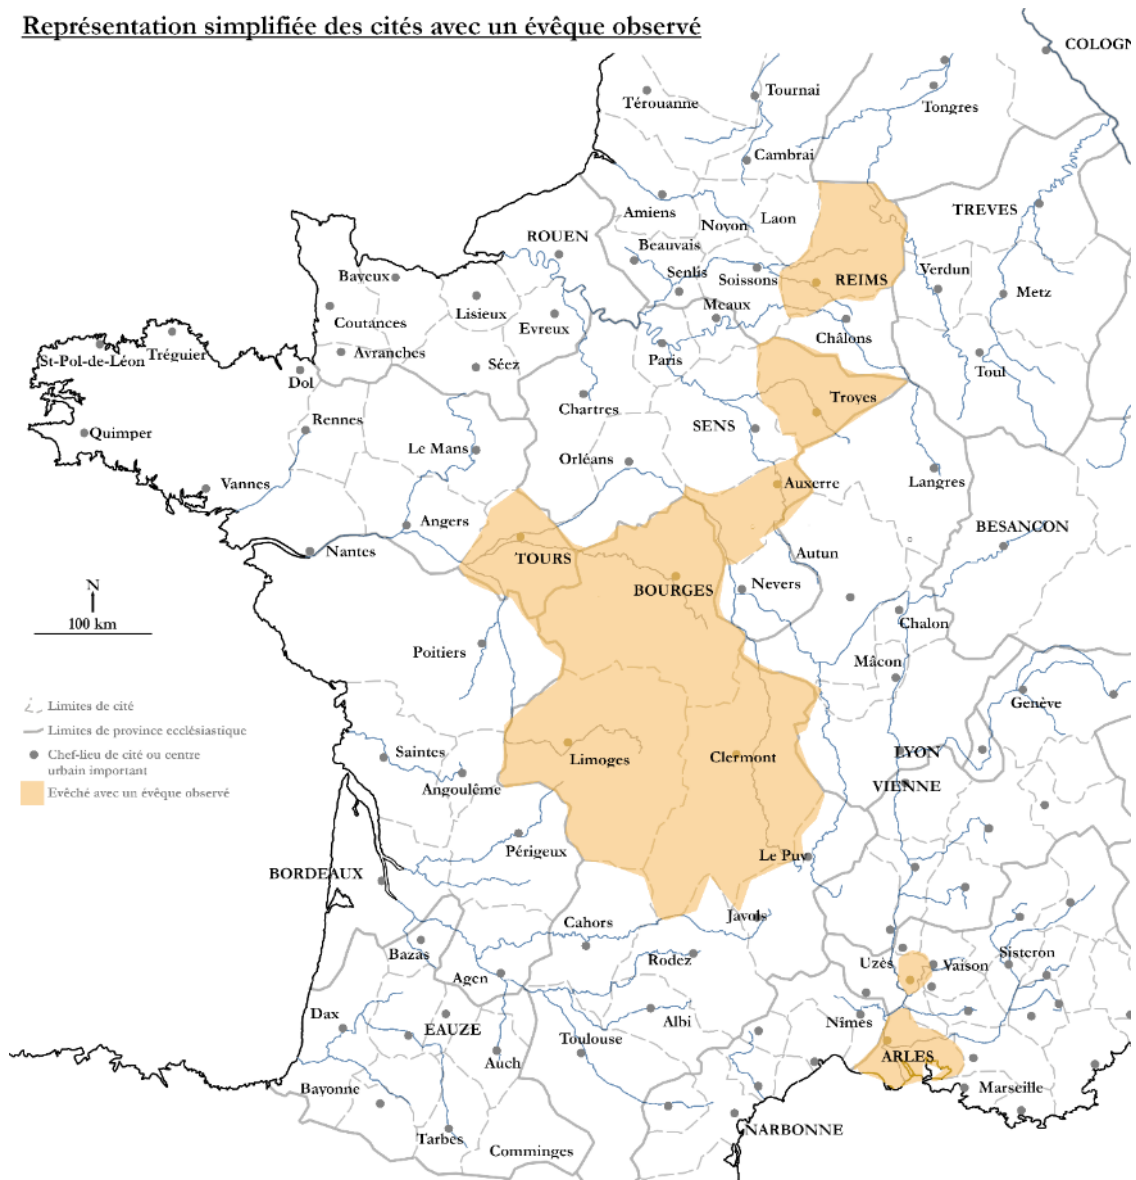 Représentation simplifiée des cités avec un évêque observé
COLOGN
Tournai
Térouanne
Tongres
Cambrai
Amiens
Laon
Noyon
TREVES
ROUEN
Beauvais
Bayeux
Senlis
Soissons
REIMS
Verdun
Metz
Lisieux
Meaux
Coutances
Evreux
Châlons
St-Pol-de-Léon
Tréguier
Avranches
Paris
Séez
Toul
Dol
Chartres
Troyes
Rennes
SENS
Quimper
Le Mans
Orléans
Vannes
Auxerre
Langres
Angers
BESANCON
Nantes
TOURS
Autun
BOURGES
Nevers
N
100 km
Chalon
Poitiers
Mâcon
Genève
Limites de cité
Limites de province ecclésiastique
Chef-lieu de cité ou centre
urbain important
Evêché avec un évêque observé
Saintes
Limoges
Clermont
LYON
Angoulême
VIENNE
Périgeux
Le Puy
BORDEAUX
Cahors
Javols
Bazas
Rodez
Uzès
Vaison
Sisteron
Agen
Dax
EAUZE
Albi
Nîmes
Toulouse
Auch
ARLES
Bayonne
Marseille
Tarbes
NARBONNE
Comminges